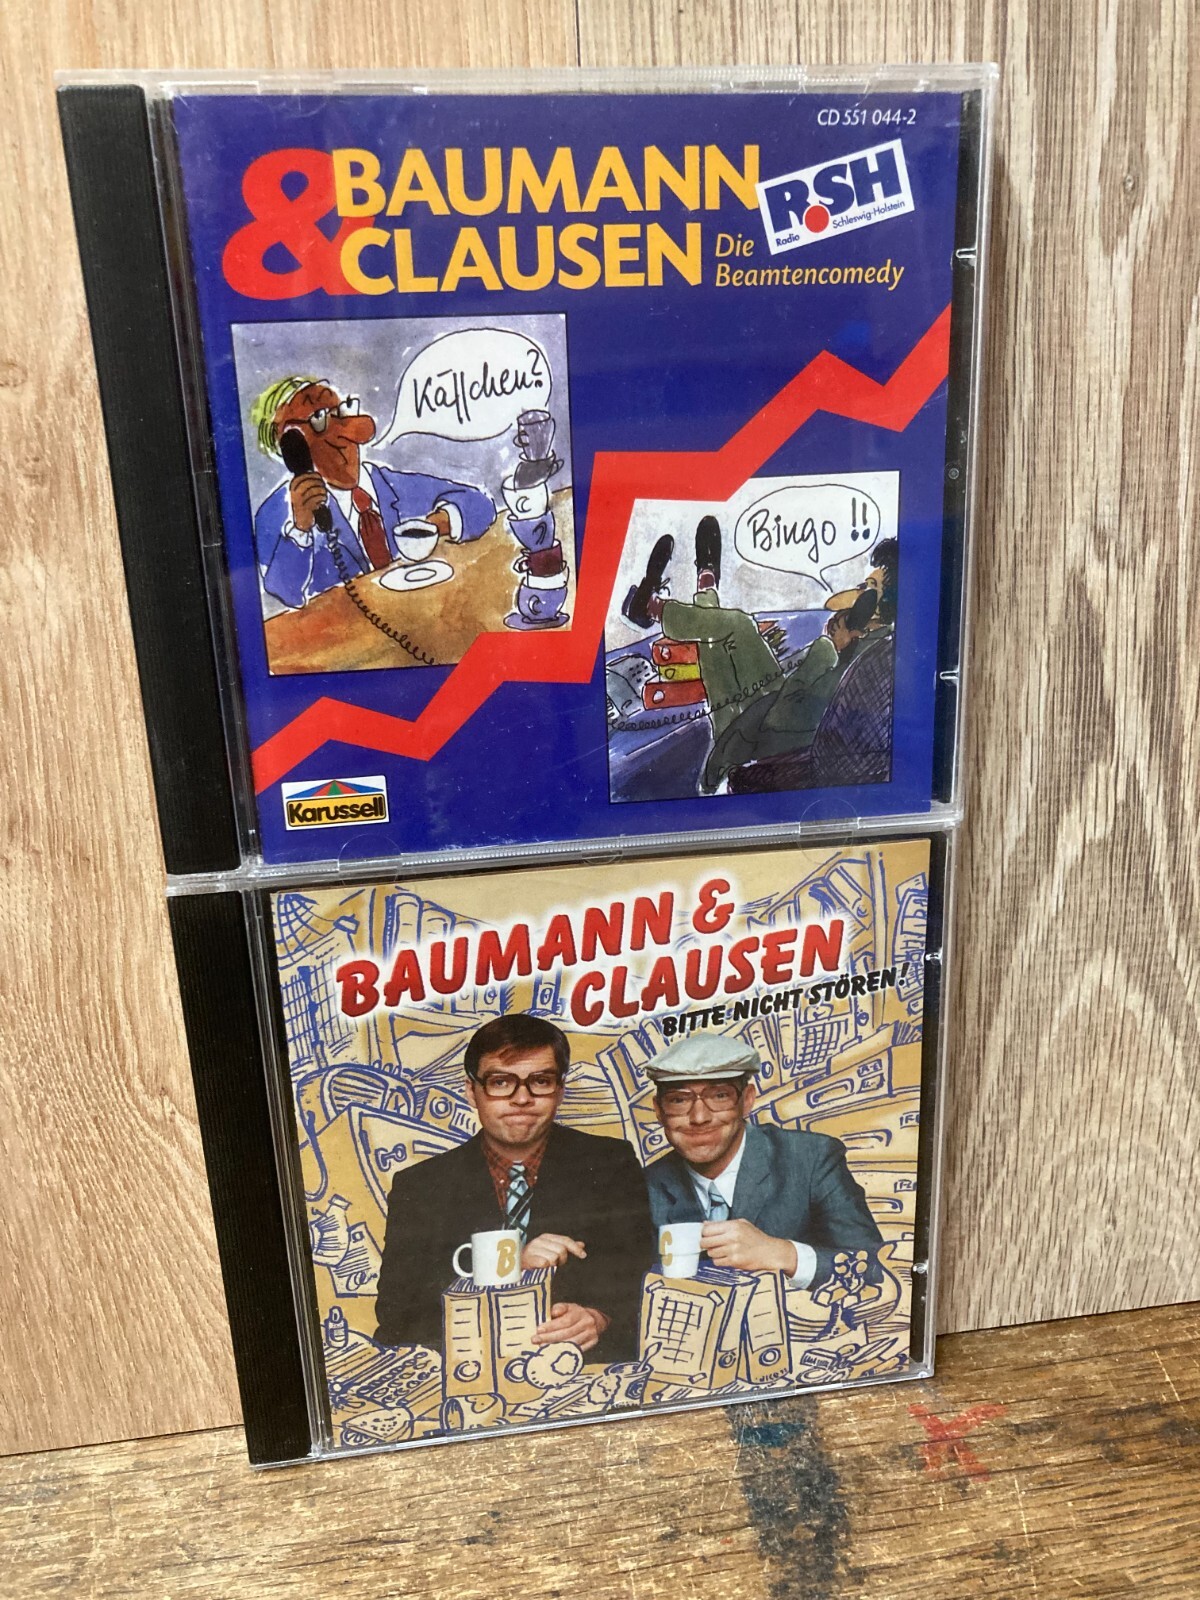 CD 551 044-2
& BAUMANN
CLAUSEN
R.SH
Radio Schleswig-Holstein
Die
Beamtencomedy
Käffchen?
Bingo!!
Karussell
BAUMANN &
CLAUSEN
BITTE NICHT STÖREN!
B
C